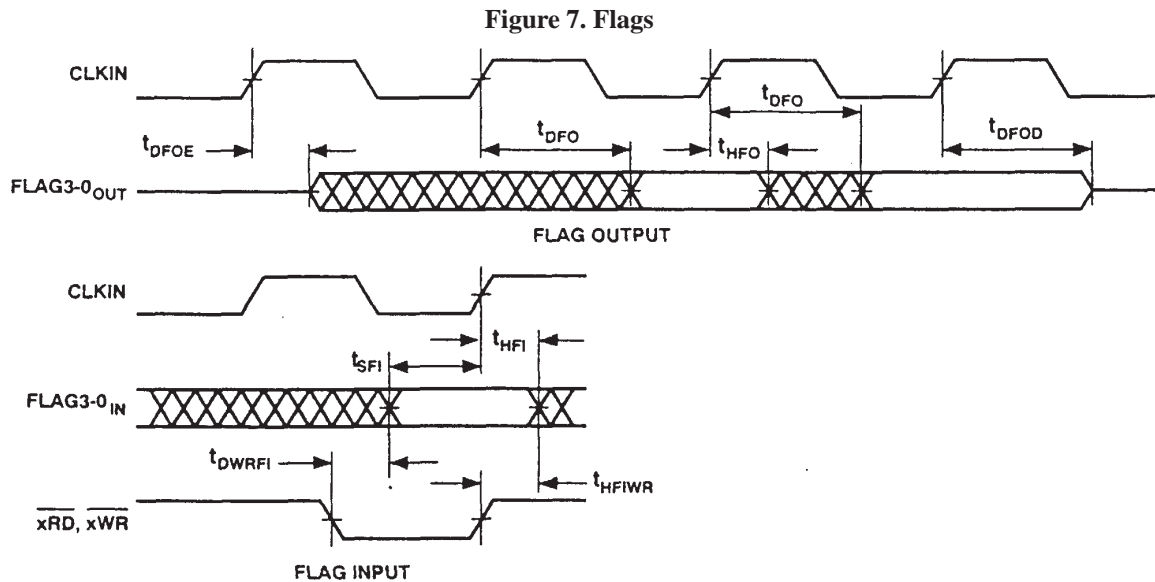 Figure 7. Flags
CLKIN
tDFOE
tDFO
tDFO
tHFO
tDFOD
FLAG3-0OUT
FLAG OUTPUT
CLKIN
tHFI
tSFI
FLAG3-0IN
tDWRFI
tHFIWR
xRD, xWR
FLAG INPUT